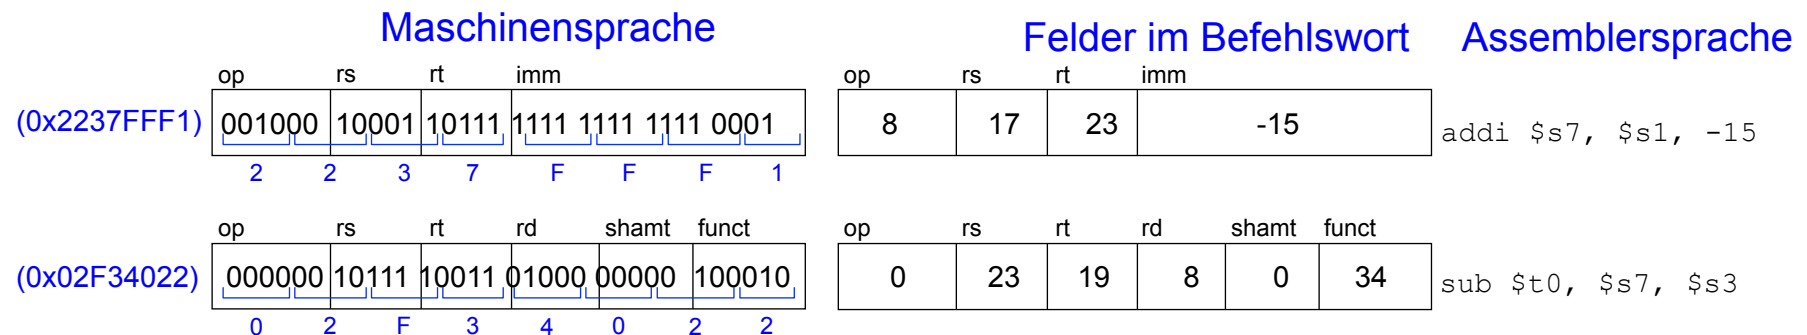 Maschinensprache Felder im Befehlswort Assemblersprache
op rs rt imm op rs rt imm
(0x2237FFF1) 001000 10001 10111 1111 1111 1111 0001 8 17 23 -15 addi $s7, $s1, -15
2 2 3 7 F F F 1
op rs rt rd shamt funct op rs rt rd shamt funct
(0x02F34022) 000000 10111 10011 01000 00000 100010 0 23 19 8 0 34 sub $t0, $s7, $s3
0 2 F 3 4 0 2 2